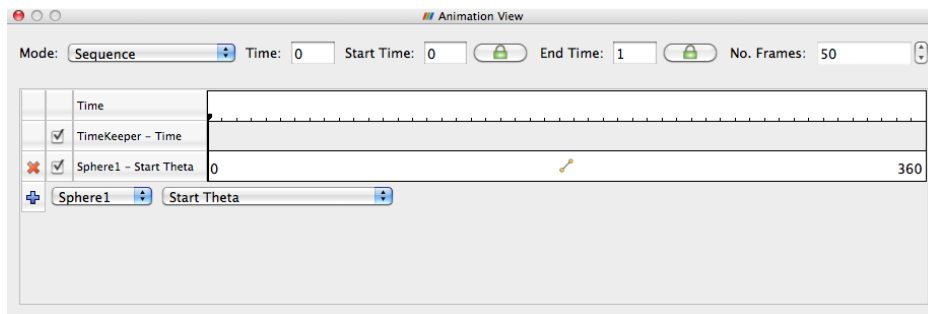 Animation View
Mode: Sequence Time: 0 Start Time: 0 End Time: 1 No. Frames: 50
Time
TimeKeeper – Time
Sphere1 – Start Theta 0 360
Sphere1 Start Theta